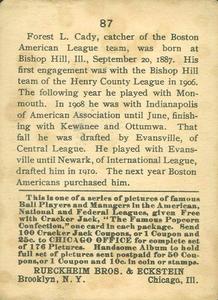 87
Forest L. Cady, catcher of the Boston
American League team, was born at
Bishop Hill, Ill., September 20, 1887. His
first engagement was with the Bishop Hill
team of the Henry County League in 1906.
The following year he played with Mon-
mouth. In 1908 he was with Indianapolis
of American Association until June, finish-
ing with Kewanee and Ottumwa. That
fall he was drafted by Evansville, of
Central League. He played with Evans-
ville until Newark, of International League,
drafted him in 1910. The next year Boston
Americans purchased him.
This is one of a series of pictures of famous
Ball Players and Managers in the American,
National and Federal Leagues, given Free
with Cracker Jack, "The Famous Popcorn
Confection," one card in each package. Send
100 Cracker Jack Coupons, or 1 Coupon and
25c. to CHICAGO OFFICE for complete set
of 176 Pictures. Handsome Album to hold
full set of pictures sent postpaid for 50 Cou-
pons, or 1 Coupon and 10c. in coin or stamps.
RUECKHEIM BROS. & ECKSTEIN
Brooklyn, N. Y. Chicago, Ill.